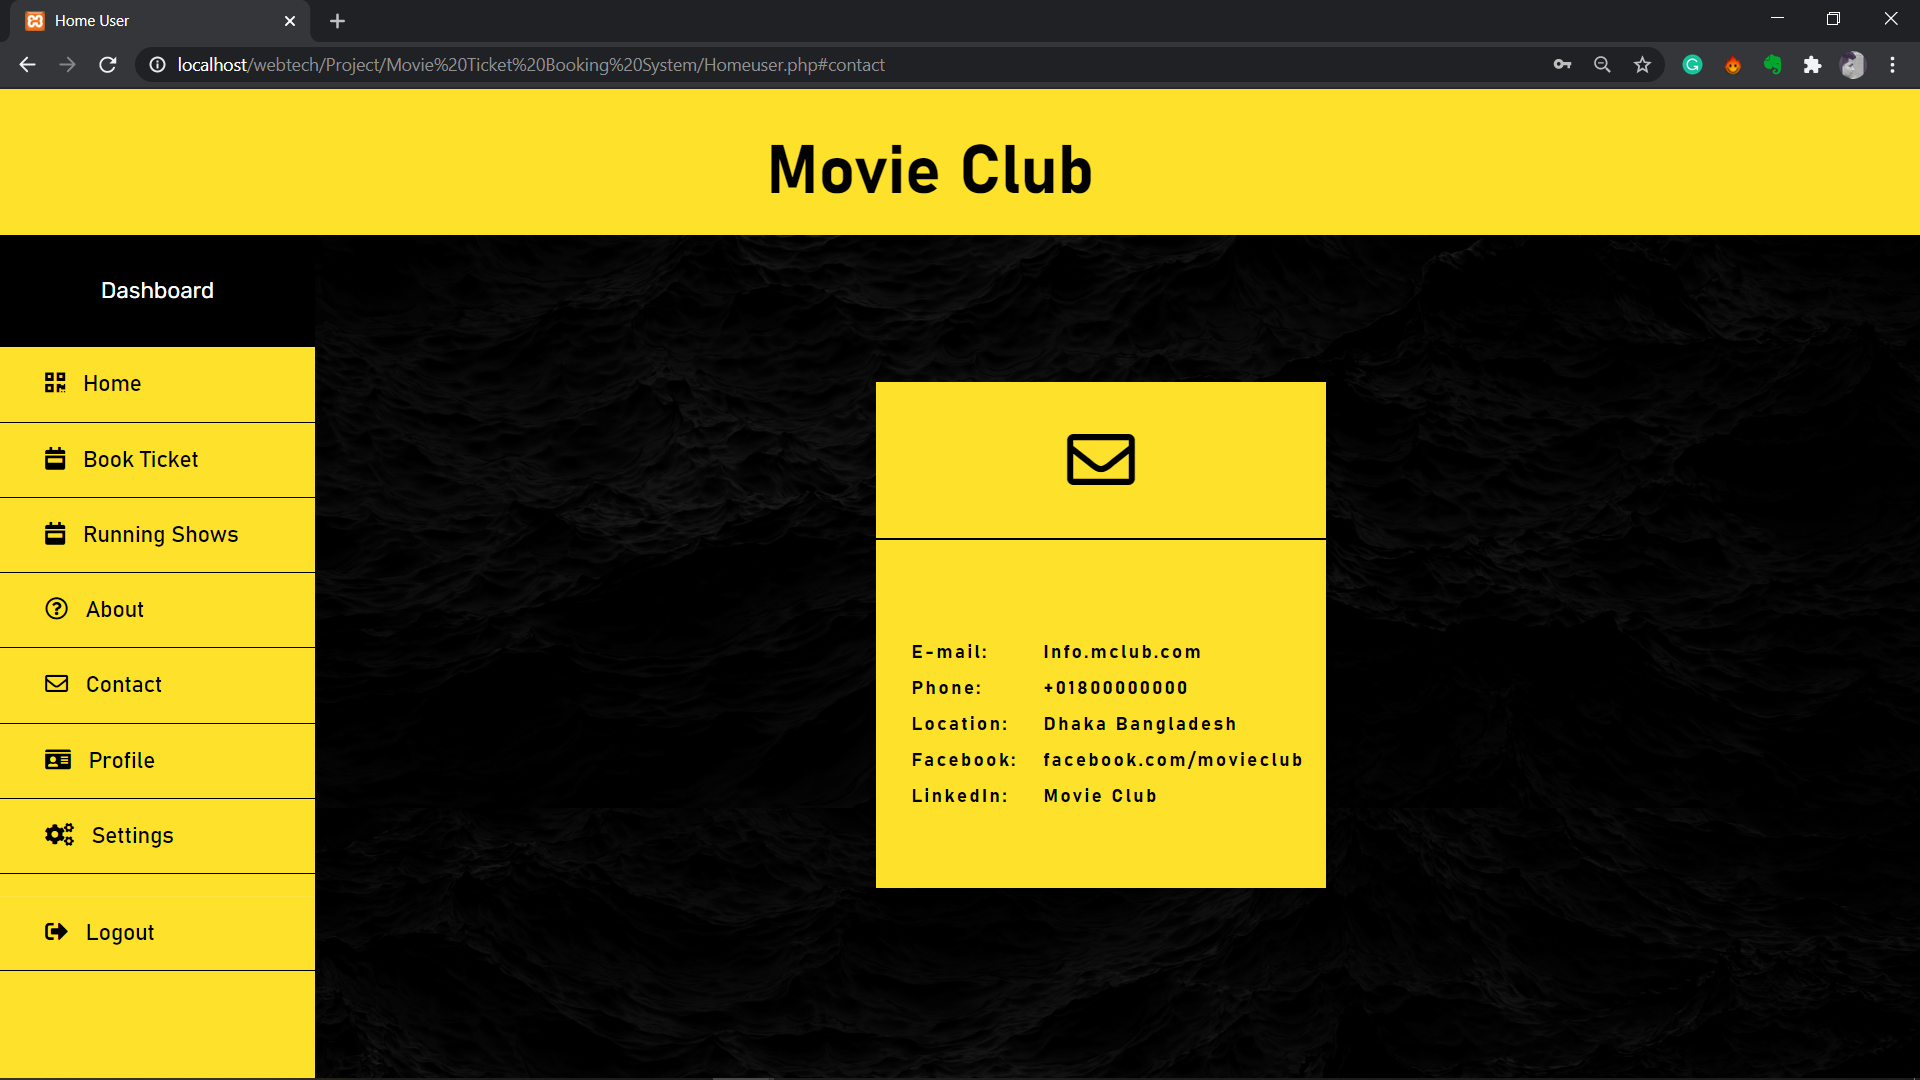 Home User
localhost/webtech/Project/Movie%20Ticket%20Booking%20System/Homeuser.php#contact
Movie Club
Dashboard
Home
Book Ticket
Running Shows
About
Contact
Profile
Settings
Logout
E-mail: Info.mclub.com
Phone: +01800000000
Location: Dhaka Bangladesh
Facebook: facebook.com/movieclub
LinkedIn: Movie Club